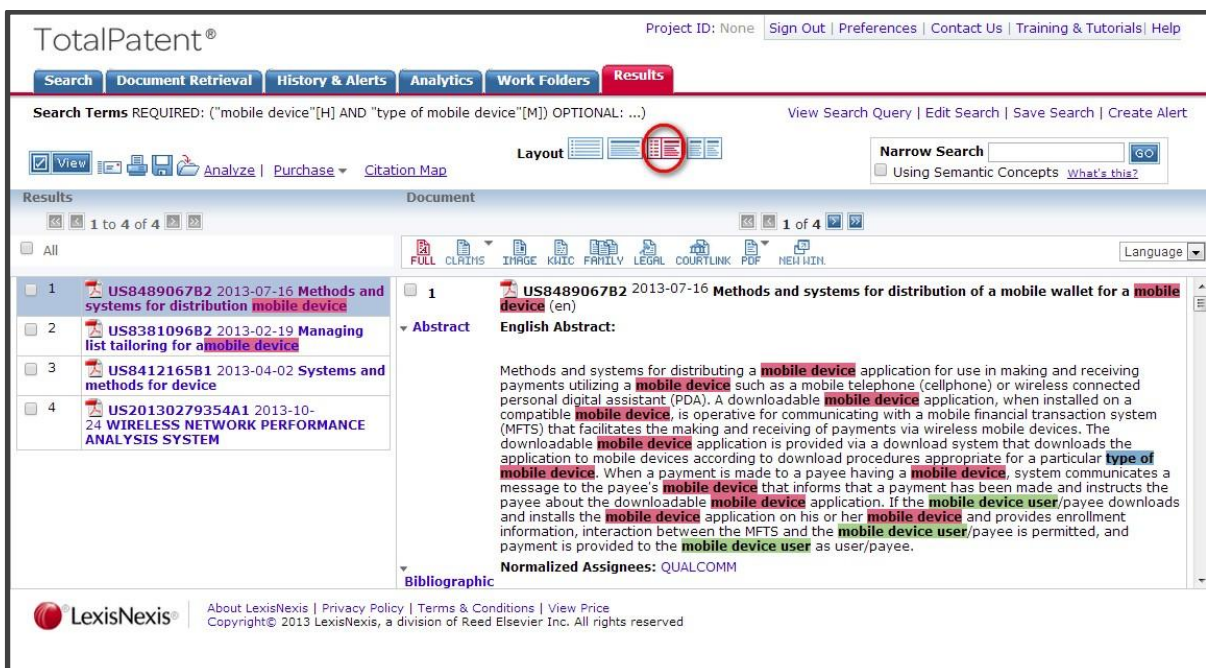 TotalPatent®
Project ID: None Sign Out | Preferences | Contact Us | Training & Tutorials| Help
Search Document Retrieval History & Alerts Analytics Work Folders Results
Search Terms REQUIRED: ("mobile device"[H] AND "type of mobile device"[M]) OPTIONAL: ...)
View Search Query | Edit Search | Save Search | Create Alert
View Analyze | Purchase Citation Map
Layout
Narrow Search GO
Using Semantic Concepts What's this?
Results
Document
1 to 4 of 4
1 of 4
All
FULL CLAIMS IMAGE KWIC FAMILY LEGAL COURTLINK PDF NEW WIN.
Language
1 US8489067B2 2013-07-16 Methods and
systems for distribution mobile device
2 US8381096B2 2013-02-19 Managing
list tailoring for amobile device
3 US8412165B1 2013-04-02 Systems and
methods for device
4 US20130279354A1 2013-10-
24 WIRELESS NETWORK PERFORMANCE
ANALYSIS SYSTEM
1 US8489067B2 2013-07-16 Methods and systems for distribution of a mobile wallet for a mobile
device (en)
Abstract English Abstract:
Methods and systems for distributing a mobile device application for use in making and receiving
payments utilizing a mobile device such as a mobile telephone (cellphone) or wireless connected
personal digital assistant (PDA). A downloadable mobile device application, when installed on a
compatible mobile device, is operative for communicating with a mobile financial transaction system
(MFTS) that facilitates the making and receiving of payments via wireless mobile devices. The
downloadable mobile device application is provided via a download system that downloads the
application to mobile devices according to download procedures appropriate for a particular type of
mobile device. When a payment is made to a payee having a mobile device, system communicates a
message to the payee's mobile device that informs that a payment has been made and instructs the
payee about the downloadable mobile device application. If the mobile device user/payee downloads
and installs the mobile device application on his or her mobile device and provides enrollment
information, interaction between the MFTS and the mobile device user/payee is permitted, and
payment is provided to the mobile device user as user/payee.
Normalized Assignees: QUALCOMM
Bibliographic
LexisNexis®
About LexisNexis | Privacy Policy | Terms & Conditions | View Price
Copyright© 2013 LexisNexis, a division of Reed Elsevier Inc. All rights reserved